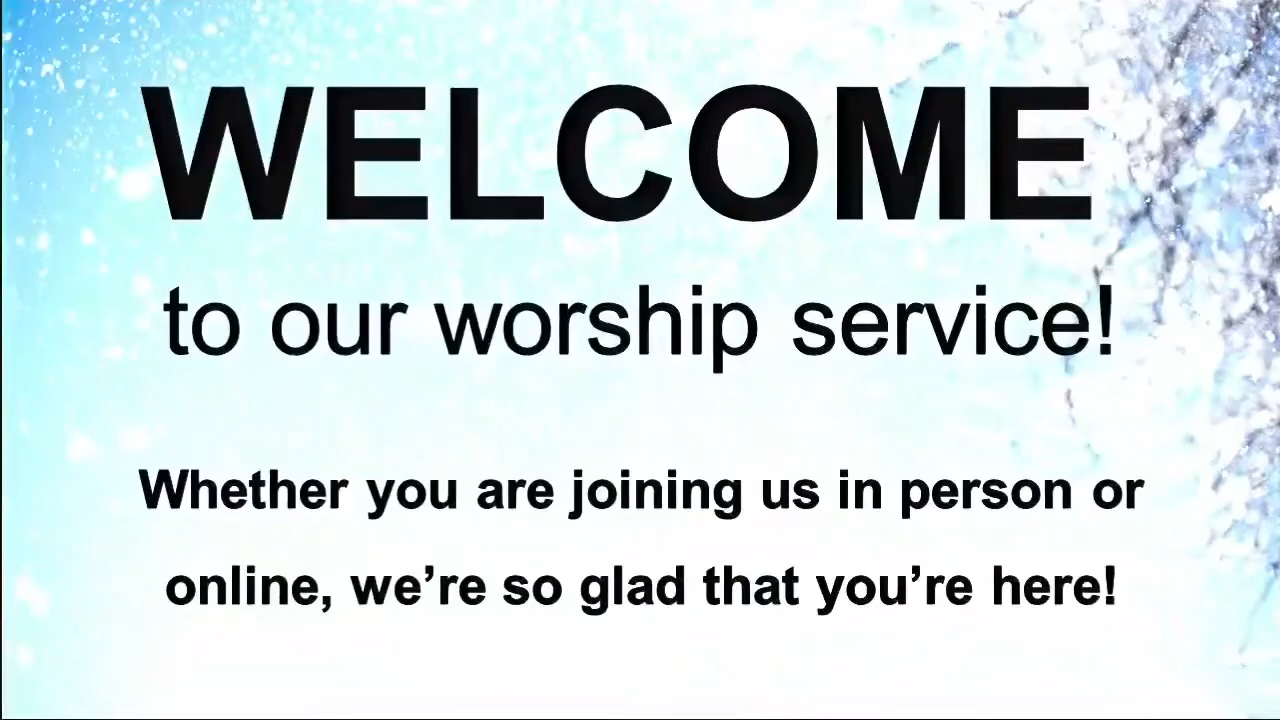 WELCOME
to our worship service!
Whether you are joining us in person or
online, we’re so glad that you’re here!